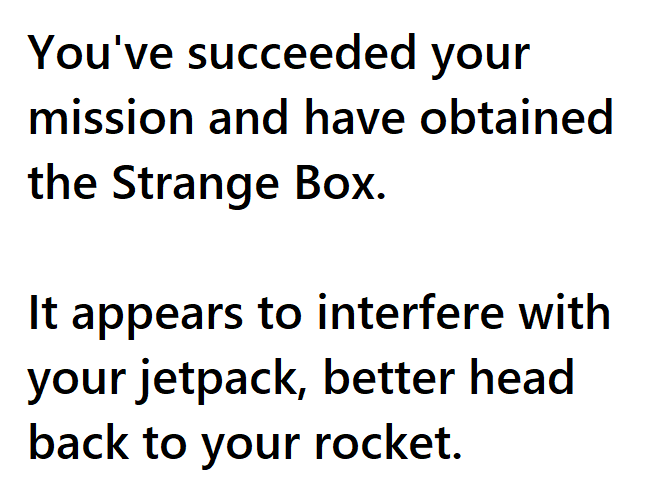 You've succeeded your
mission and have obtained
the Strange Box.
It appears to interfere with
your jetpack, better head
back to your rocket.